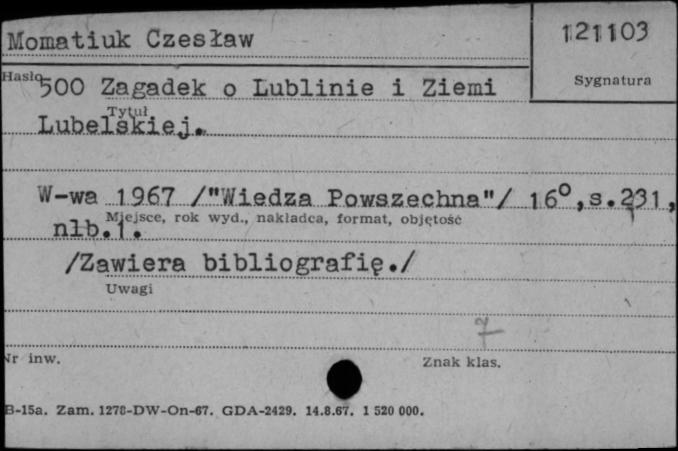 Momatiuk Czesław
121103
Hasło
Sygnatura
500 Zagadek o Lublinie i Ziemi
Tytuł
Lubelskiej.
W-wa 1967 /"Wiedza Powszechna"/ 16°, s.231,
Miejsce, rok wyd., nakładca, format, objętość
nlb.1.
/Zawiera bibliografię./
Uwagi
7
Nr inw.
Znak klas.
B-15a. Zam. 1278-DW-On-67. GDA-2429. 14.8.67. 1 520 000.